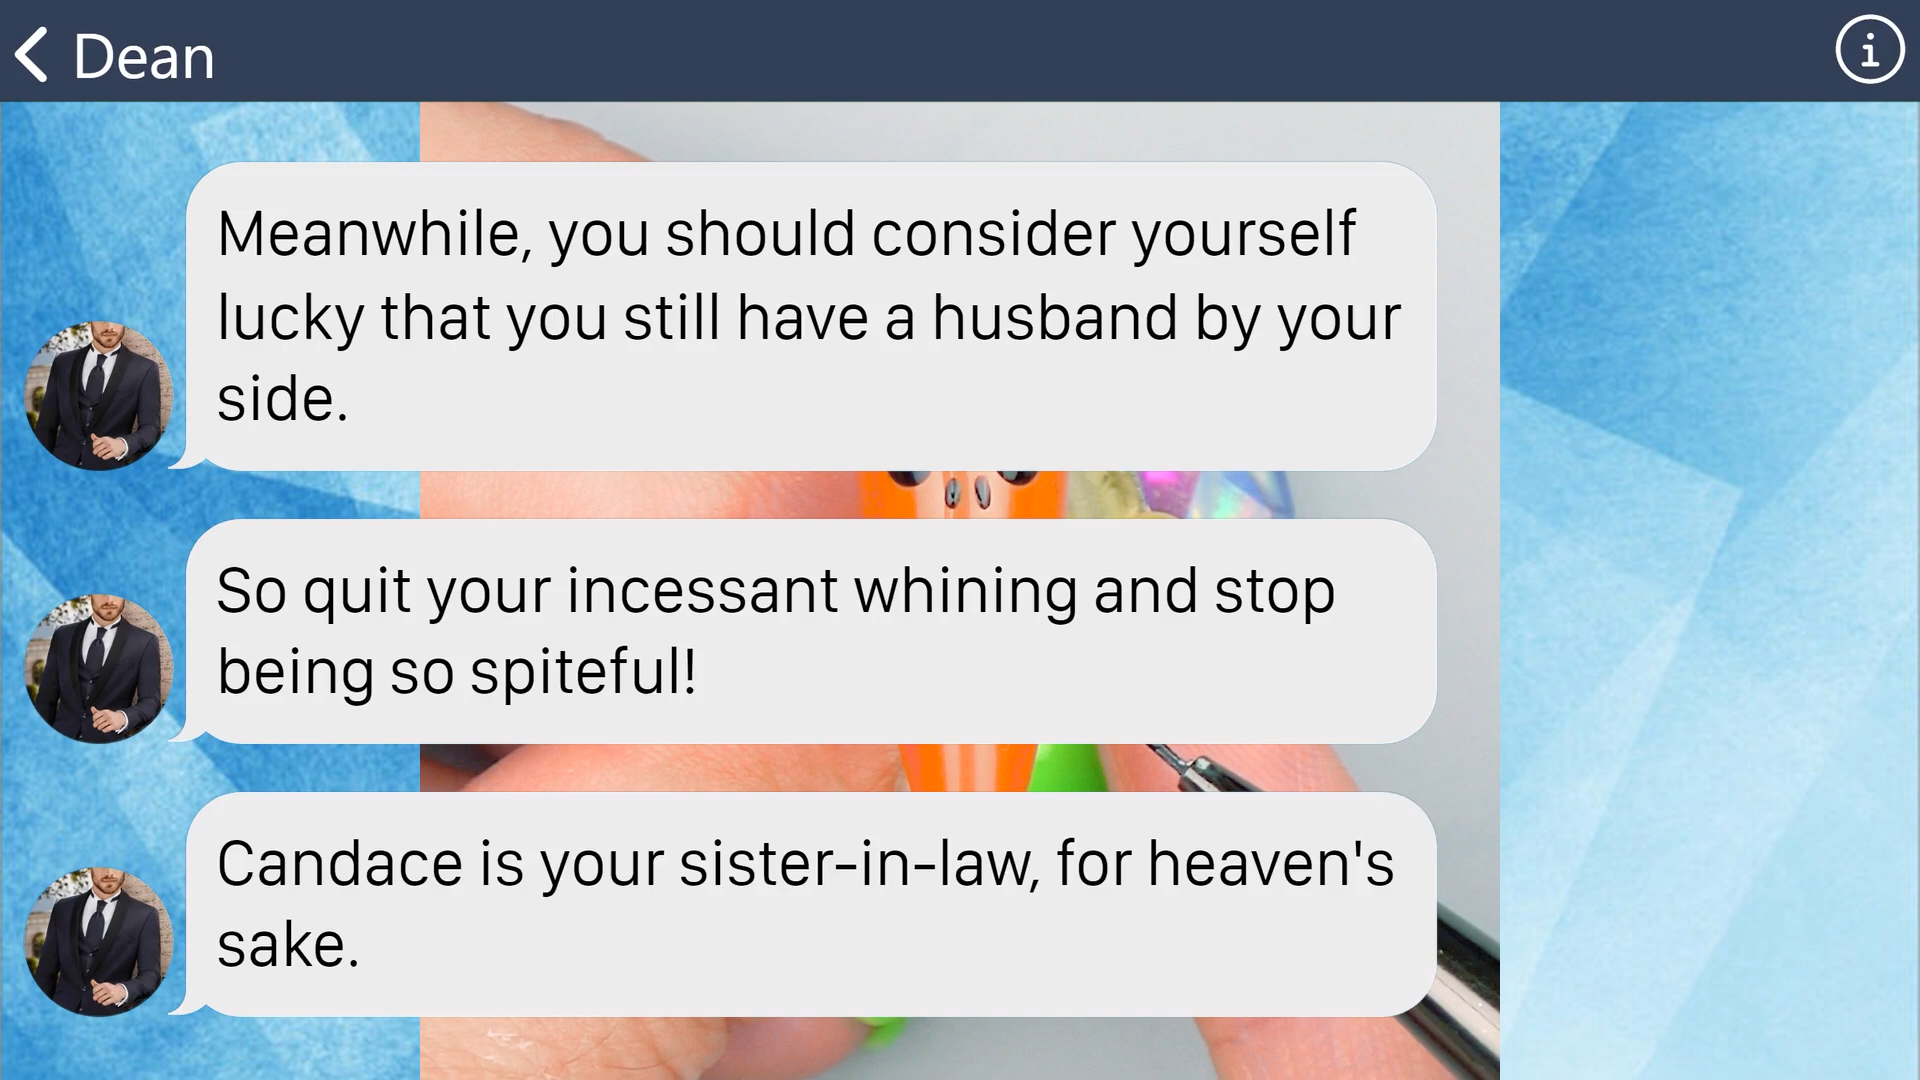 Dean
i
Meanwhile, you should consider yourself
lucky that you still have a husband by your
side.
So quit your incessant whining and stop
being so spiteful!
Candace is your sister-in-law, for heaven's
sake.